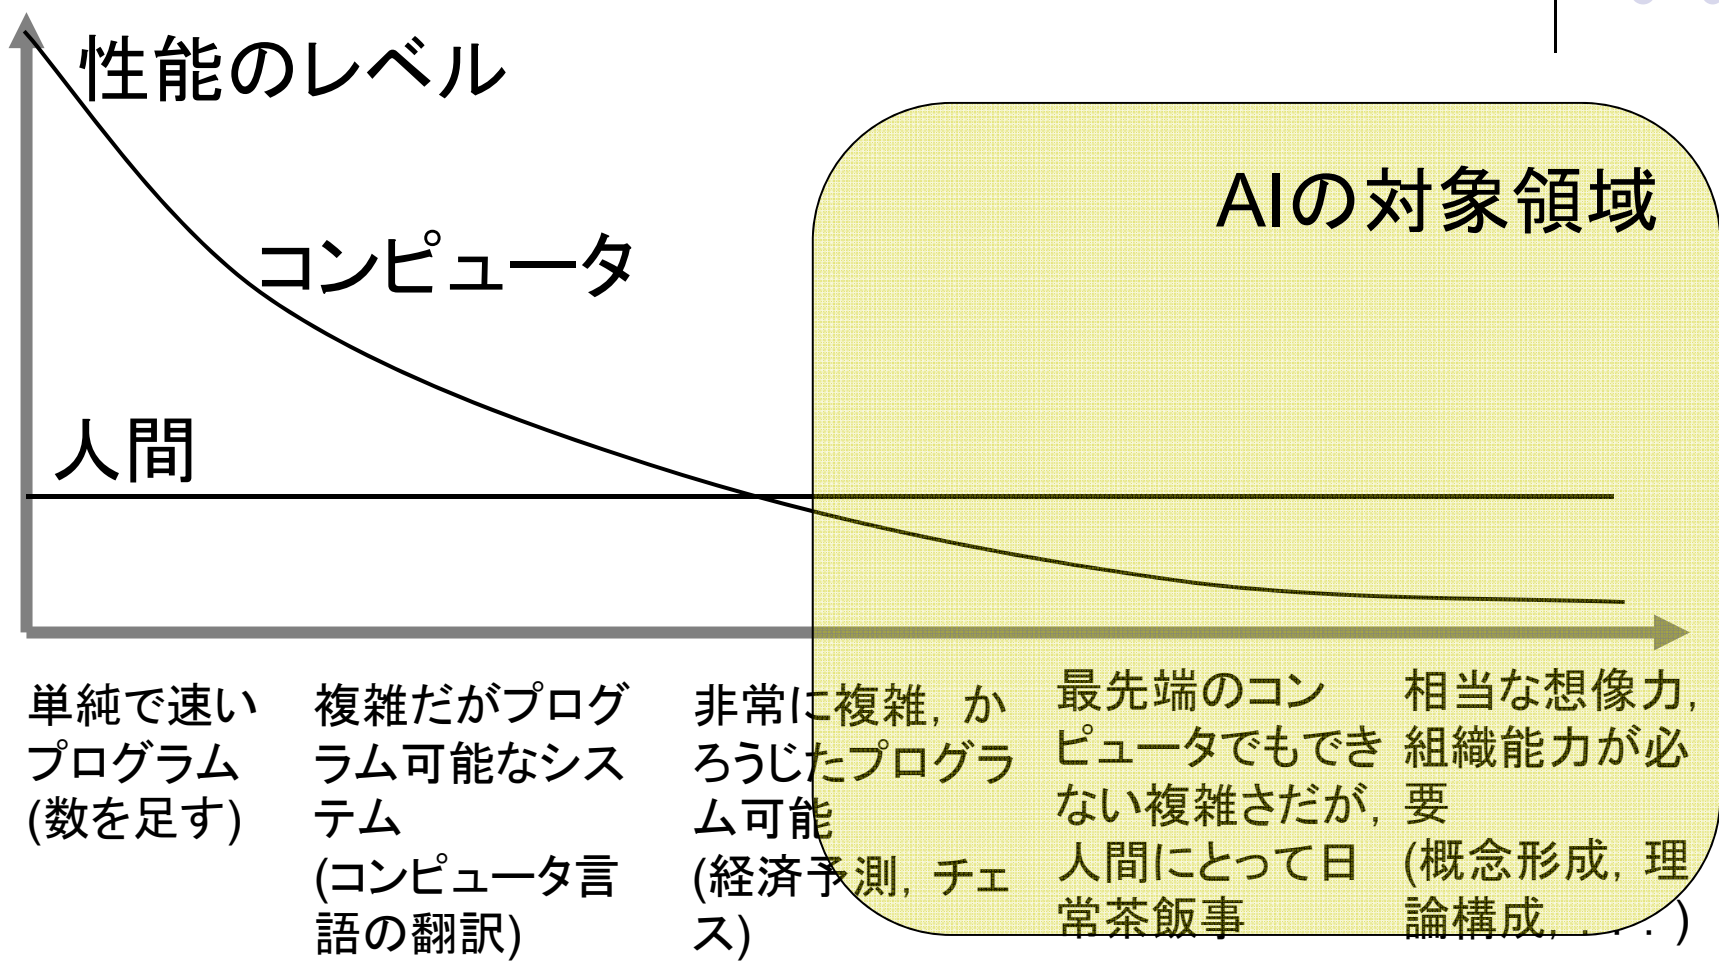 性能のレベル
AIの対象領域
コンピュータ
人間
単純で速い
プログラム
(数を足す)
複雑だがプログ
ラム可能なシス
テム
(コンピュータ言
語の翻訳)
非常に複雑, か
ろうじたプログラ
ム可能
(経済予測, チェ
ス)
最先端のコン
ピュータでもでき
ない複雑さだが,
人間にとって日
常茶飯事
相当な想像力,
組織能力が必
要
(概念形成, 理
論構成, . . . )